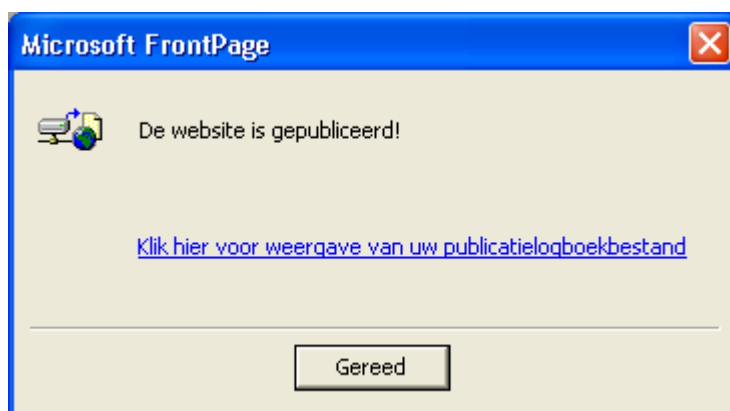 Microsoft FrontPage
De website is gepubliceerd!
Klik hier voor weergave van uw publicatielogboekbestand
Gereed